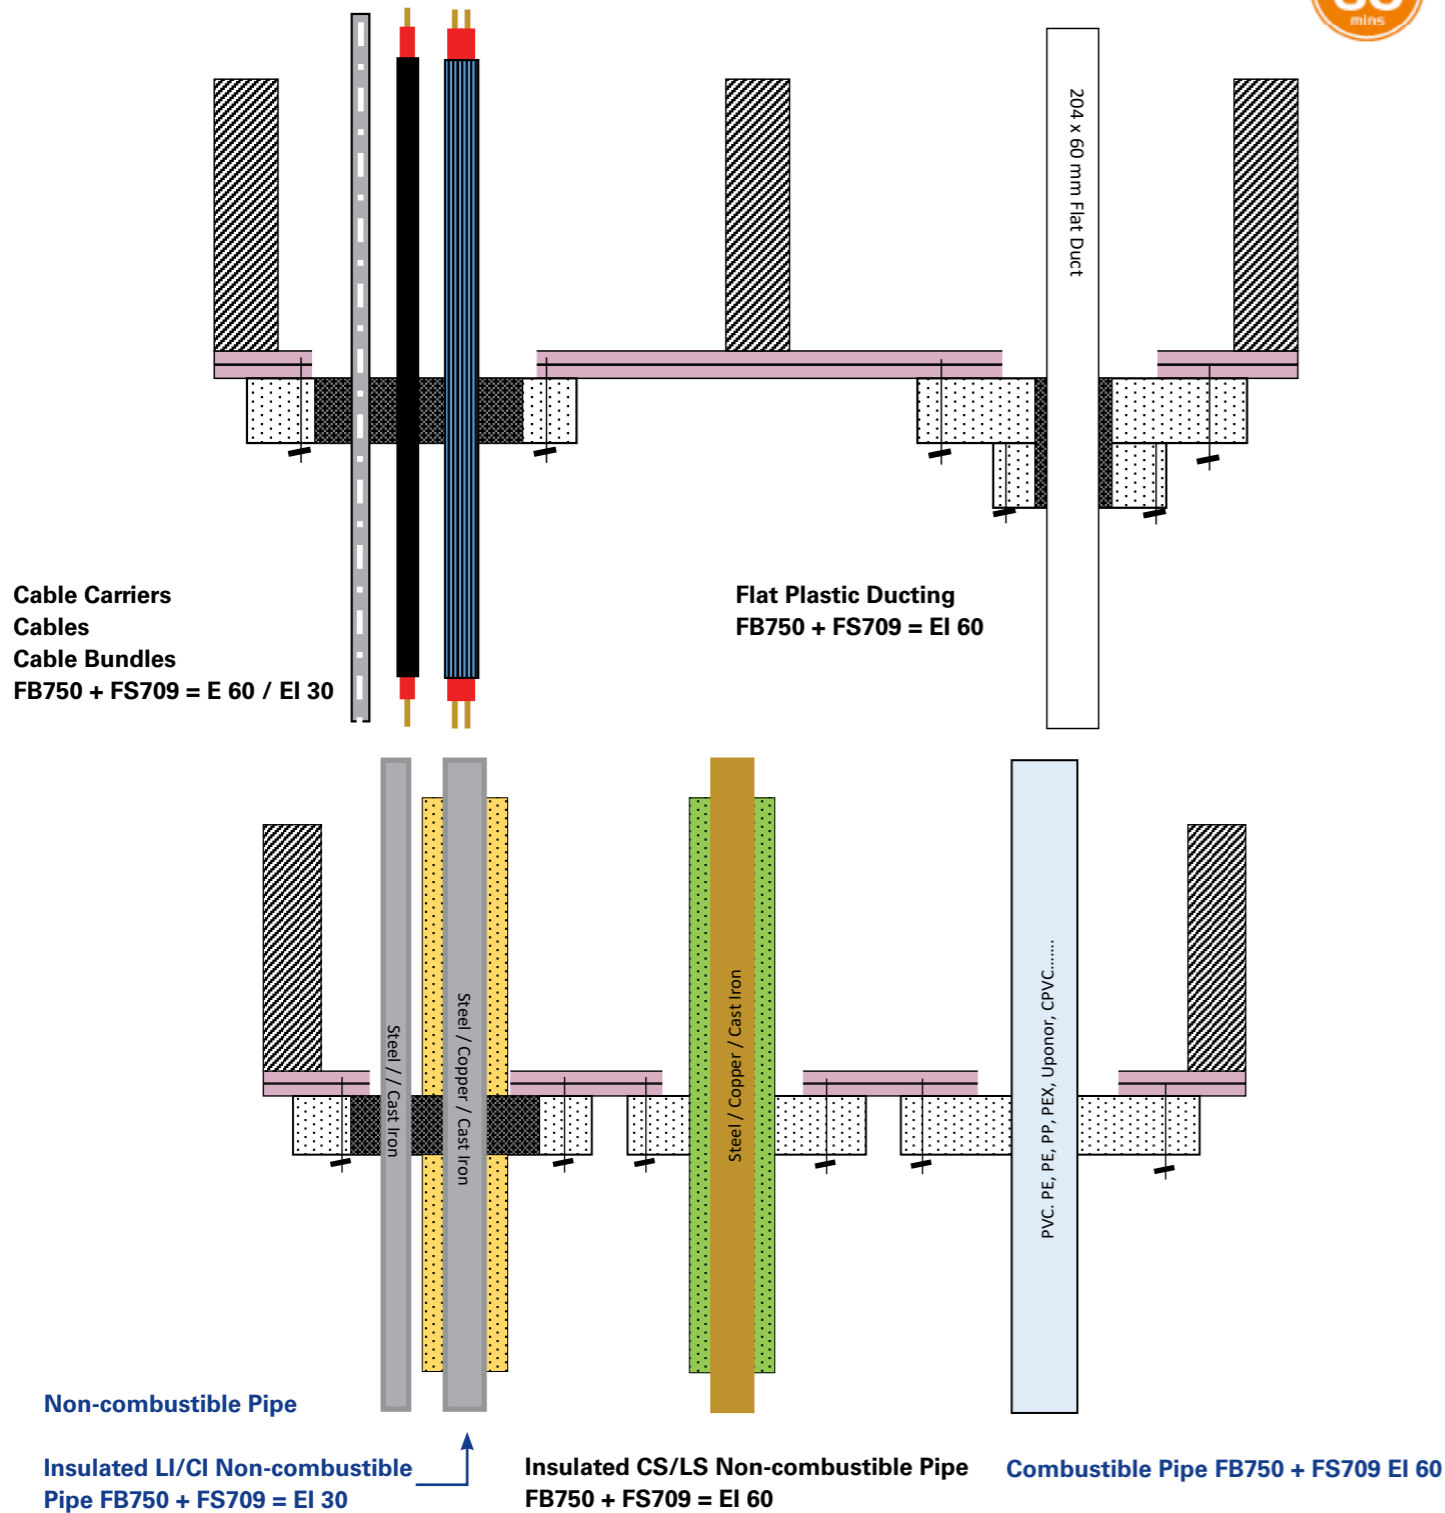 mins
204 x 60 mm Flat Duct
Cable Carriers
Cables
Cable Bundles
FB750 + FS709 = E 60 / EI 30
Flat Plastic Ducting
FB750 + FS709 = EI 60
Steel / / Cast Iron
Steel / Copper / Cast Iron
Steel / Copper / Cast Iron
PVC. PE, PE, PP, PEX, Uponor, CPVC.......
Non-combustible Pipe
Insulated LI/CI Non-combustible
Pipe FB750 + FS709 = EI 30
Insulated CS/LS Non-combustible Pipe
FB750 + FS709 = EI 60
Combustible Pipe FB750 + FS709 EI 60